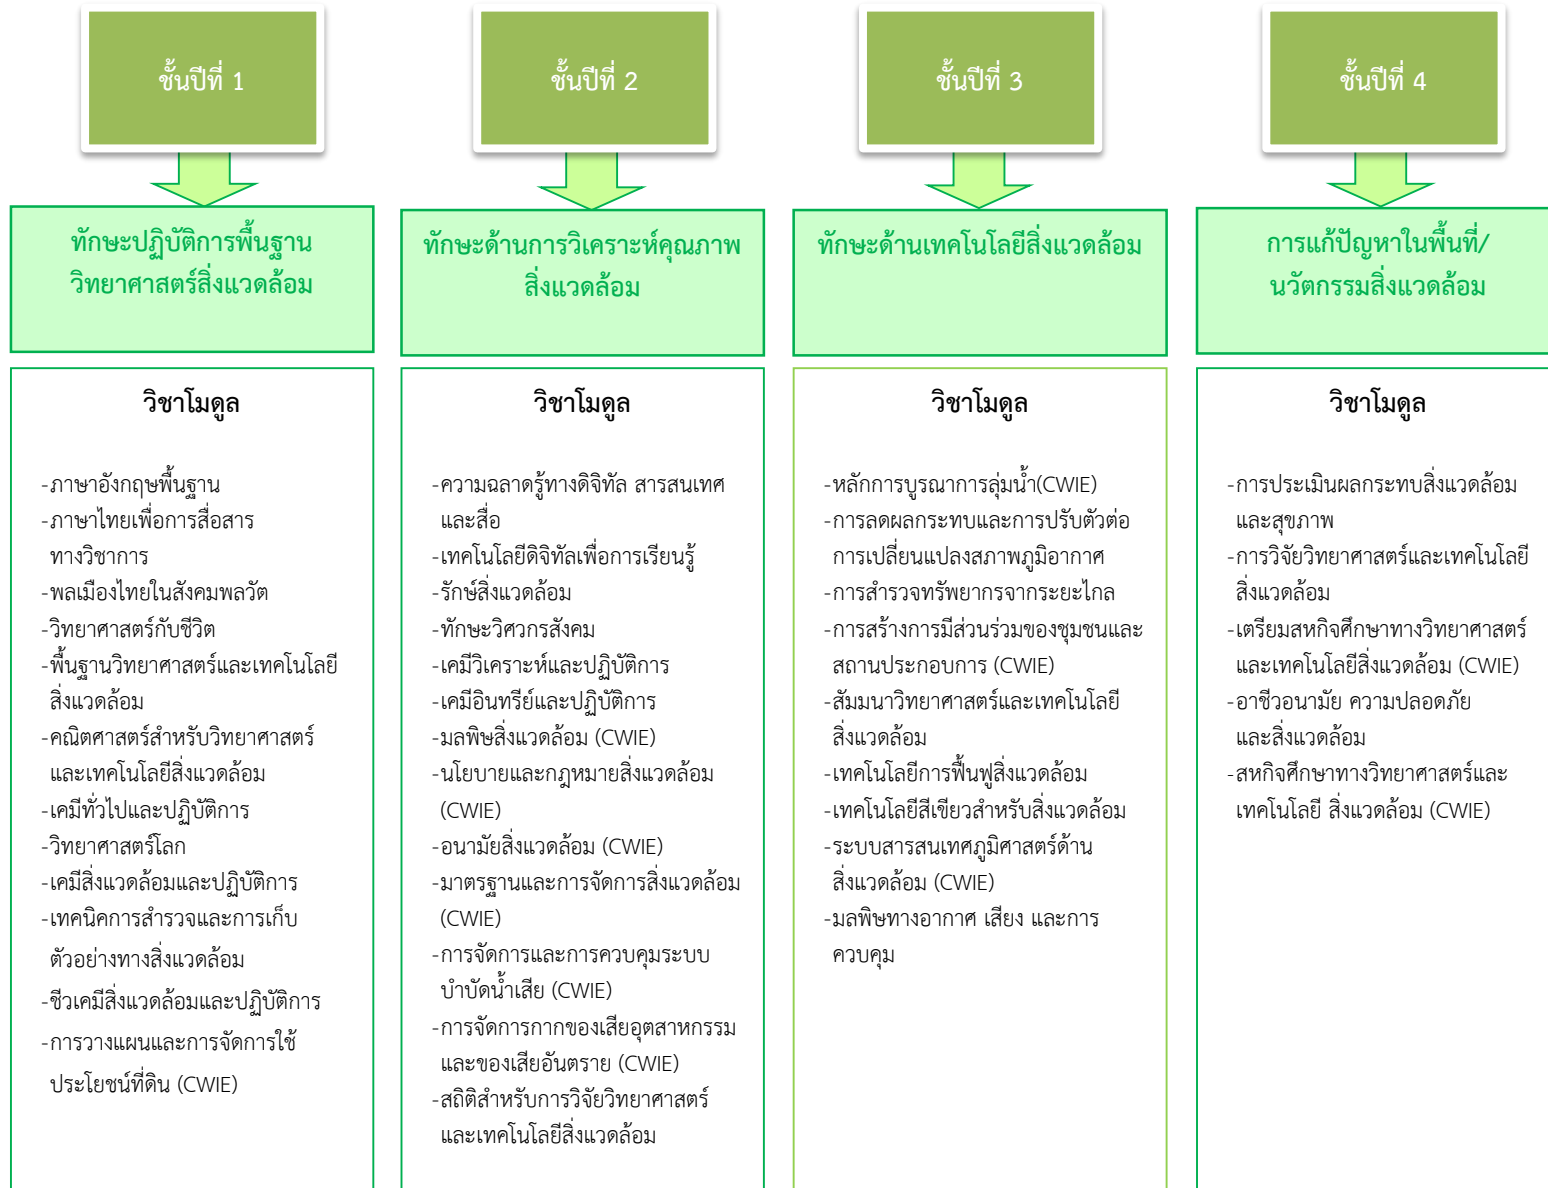 ชั้นปีที่ 1
ทักษะปฏิบัติการพื้นฐาน
วิทยาศาสตร์สิ่งแวดล้อม
วิชาโมดูล
-ภาษาอังกฤษพื้นฐาน
-ภาษาไทยเพื่อการสื่อสาร
ทางวิชาการ
-พลเมืองไทยในสังคมพลวัต
-วิทยาศาสตร์กับชีวิต
-พื้นฐานวิทยาศาสตร์และเทคโนโลยี
สิ่งแวดล้อม
-คณิตศาสตร์สำหรับวิทยาศาสตร์
และเทคโนโลยีสิ่งแวดล้อม
-เคมีทั่วไปและปฏิบัติการ
-วิทยาศาสตร์โลก
-เคมีสิ่งแวดล้อมและปฏิบัติการ
-เทคนิคการสำรวจและการเก็บ
ตัวอย่างทางสิ่งแวดล้อม
-ชีวเคมีสิ่งแวดล้อมและปฏิบัติการ
-การวางแผนและการจัดการใช้
ประโยชน์ที่ดิน (CWIE)
ชั้นปีที่ 2
ทักษะด้านการวิเคราะห์คุณภาพ
สิ่งแวดล้อม
วิชาโมดูล
-ความฉลาดรู้ทางดิจิทัล สารสนเทศ
และสื่อ
-เทคโนโลยีดิจิทัลเพื่อการเรียนรู้
-รักษ์สิ่งแวดล้อม
-ทักษะวิศวกรสังคม
-เคมีวิเคราะห์และปฏิบัติการ
-เคมีอินทรีย์และปฏิบัติการ
-มลพิษสิ่งแวดล้อม (CWIE)
-นโยบายและกฎหมายสิ่งแวดล้อม
(CWIE)
-อนามัยสิ่งแวดล้อม (CWIE)
-มาตรฐานและการจัดการสิ่งแวดล้อม
(CWIE)
-การจัดการและการควบคุมระบบ
บำบัดน้ำเสีย (CWIE)
-การจัดการกากของเสียอุตสาหกรรม
และของเสียอันตราย (CWIE)
-สถิติสำหรับการวิจัยวิทยาศาสตร์
และเทคโนโลยีสิ่งแวดล้อม
ชั้นปีที่ 3
ทักษะด้านเทคโนโลยีสิ่งแวดล้อม
วิชาโมดูล
-หลักการบูรณาการลุ่มน้ำ(CWIE)
-การลดผลกระทบและการปรับตัวต่อ
การเปลี่ยนแปลงสภาพภูมิอากาศ
-การสำรวจทรัพยากรจากระยะไกล
-การสร้างการมีส่วนร่วมของชุมชนและ
สถานประกอบการ (CWIE)
-สัมมนาวิทยาศาสตร์และเทคโนโลยี
สิ่งแวดล้อม
-เทคโนโลยีการฟื้นฟูสิ่งแวดล้อม
-เทคโนโลยีสีเขียวสำหรับสิ่งแวดล้อม
-ระบบสารสนเทศภูมิศาสตร์ด้าน
สิ่งแวดล้อม (CWIE)
-มลพิษทางอากาศ เสียง และการ
ควบคุม
ชั้นปีที่ 4
การแก้ปัญหาในพื้นที่/
นวัตกรรมสิ่งแวดล้อม
วิชาโมดูล
-การประเมินผลกระทบสิ่งแวดล้อม
และสุขภาพ
-การวิจัยวิทยาศาสตร์และเทคโนโลยี
สิ่งแวดล้อม
-เตรียมสหกิจศึกษาทางวิทยาศาสตร์
และเทคโนโลยีสิ่งแวดล้อม (CWIE)
-อาชีวอนามัย ความปลอดภัย
และสิ่งแวดล้อม
-สหกิจศึกษาทางวิทยาศาสตร์และ
เทคโนโลยี สิ่งแวดล้อม (CWIE)